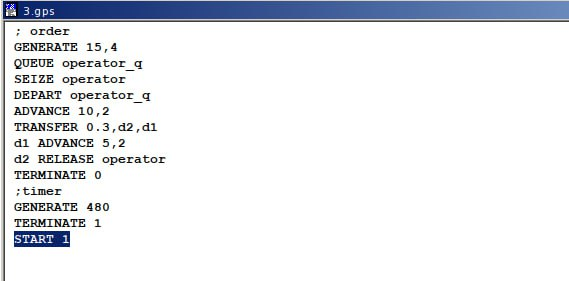 3.gps
; order
GENERATE 15,4
QUEUE operator_q
SEIZE operator
DEPART operator_q
ADVANCE 10,2
TRANSFER 0.3,d2,d1
d1 ADVANCE 5,2
d2 RELEASE operator
TERMINATE 0
;timer
GENERATE 480
TERMINATE 1
START 1